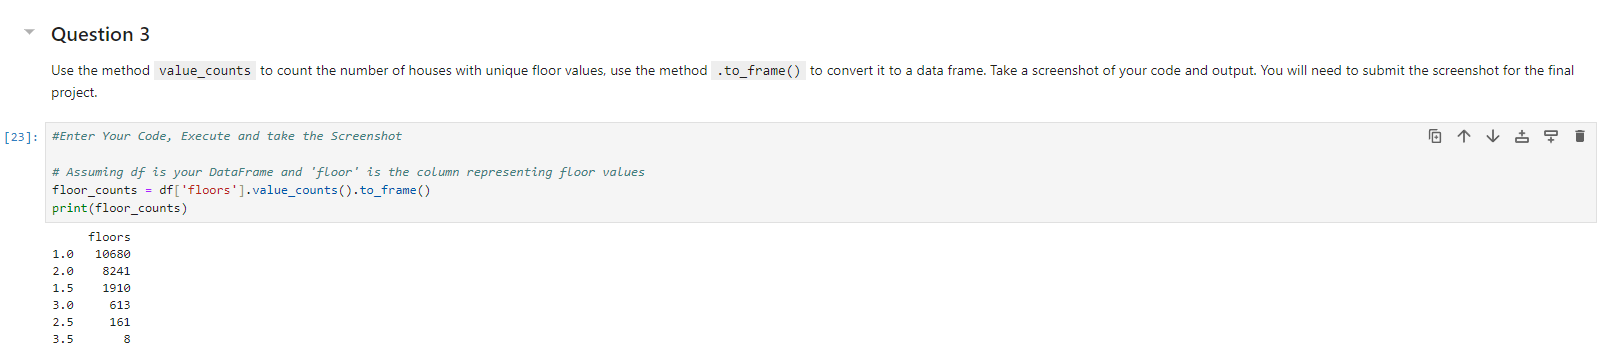 Question 3
Use the method value_counts to count the number of houses with unique floor values, use the method .to_frame() to convert it to a data frame. Take a screenshot of your code and output. You will need to submit the screenshot for the final
project.
[23]: #Enter Your Code, Execute and take the Screenshot
# Assuming df is your DataFrame and 'floor' is the column representing floor values
floor_counts = df['floors'].value_counts().to_frame()
print(floor_counts)
floors
1.0 10680
2.0 8241
1.5 1910
3.0 613
2.5 161
3.5 8